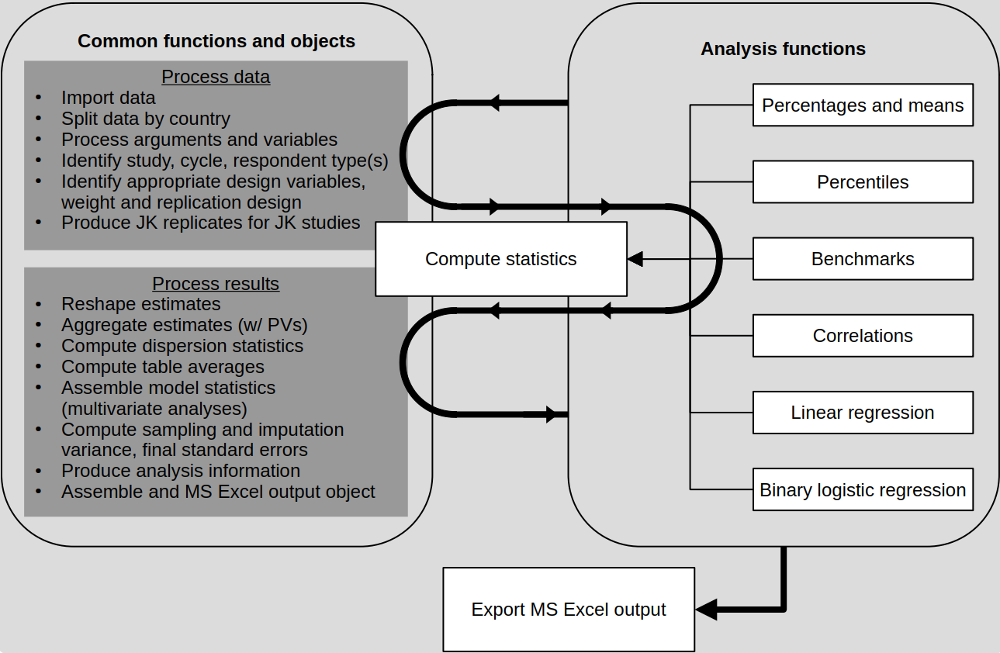 Common functions and objects
Process data
• Import data
• Split data by country
• Process arguments and variables
• Identify study, cycle, respondent type(s)
• Identify appropriate design variables,
weight and replication design
• Produce JK replicates for JK studies
Process results
• Reshape estimates
• Aggregate estimates (w/ PVs)
• Compute dispersion statistics
• Compute table averages
• Assemble model statistics
(multivariate analyses)
• Compute sampling and imputation
variance, final standard errors
• Produce analysis information
• Assemble and MS Excel output object
Compute statistics
Analysis functions
Percentages and means
Percentiles
Benchmarks
Correlations
Linear regression
Binary logistic regression
Export MS Excel output